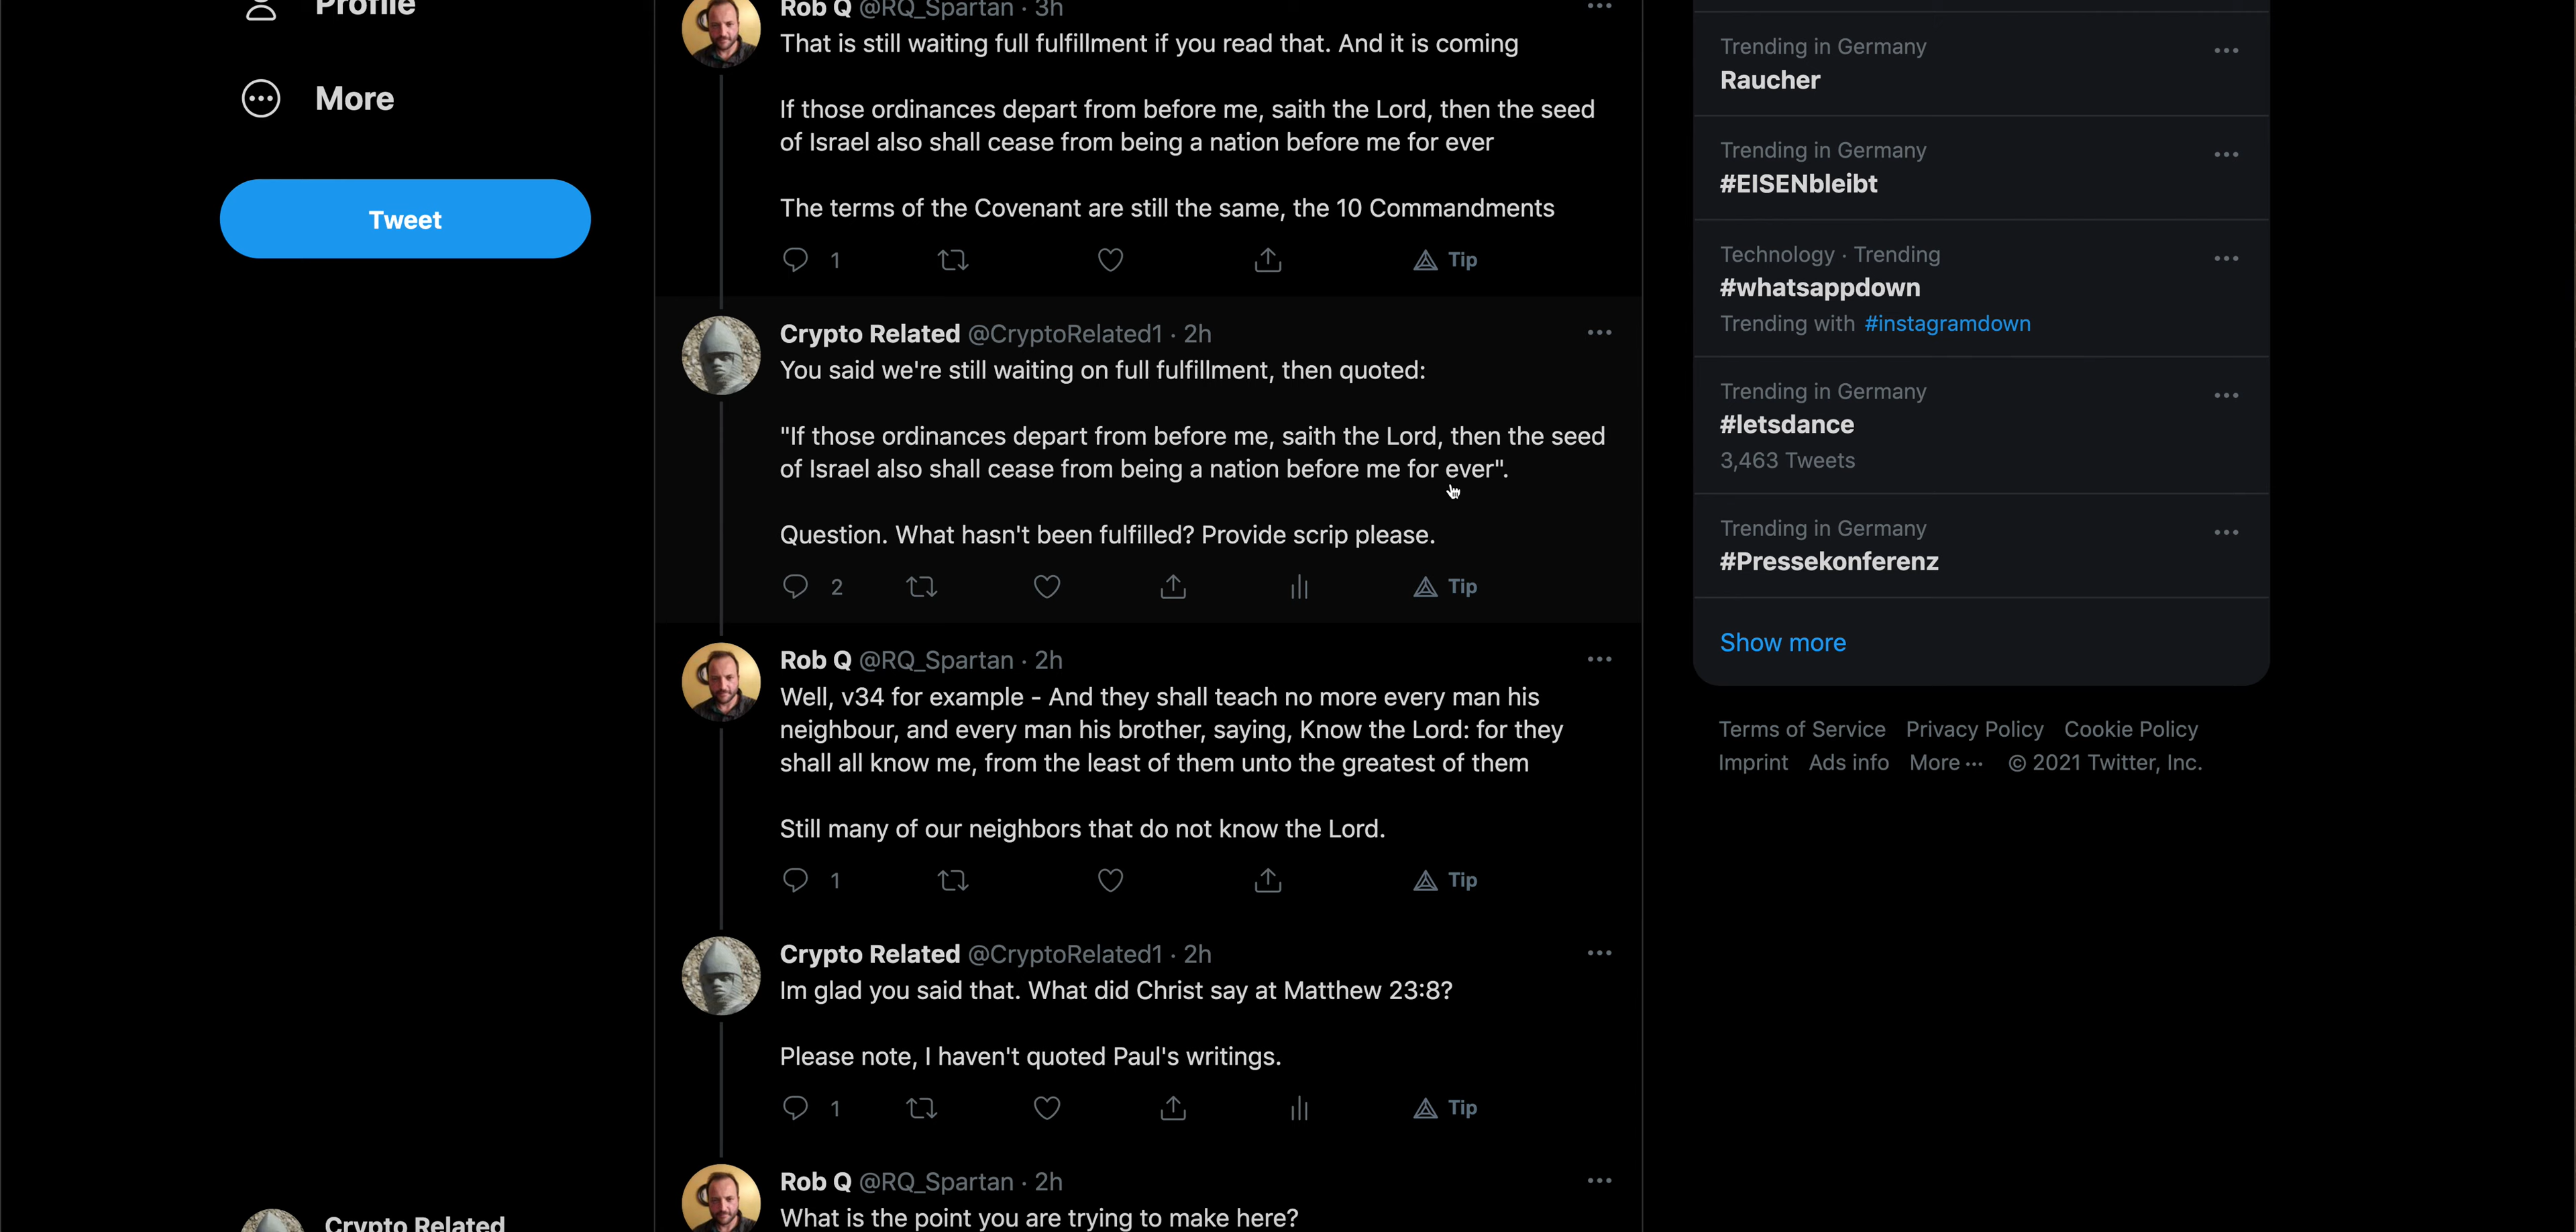 Profile
More
Tweet
Rob Q @RQ_Spartan · 3h
That is still waiting full fulfillment if you read that. And it is coming
If those ordinances depart from before me, saith the Lord, then the seed
of Israel also shall cease from being a nation before me for ever
The terms of the Covenant are still the same, the 10 Commandments
1 Tip
Crypto Related @CryptoRelated1 · 2h
You said we're still waiting on full fulfillment, then quoted:
"If those ordinances depart from before me, saith the Lord, then the seed
of Israel also shall cease from being a nation before me for ever".
Question. What hasn't been fulfilled? Provide scrip please.
2 Tip
Rob Q @RQ_Spartan · 2h
Well, v34 for example - And they shall teach no more every man his
neighbour, and every man his brother, saying, Know the Lord: for they
shall all know me, from the least of them unto the greatest of them
Still many of our neighbors that do not know the Lord.
1 Tip
Crypto Related @CryptoRelated1 · 2h
Im glad you said that. What did Christ say at Matthew 23:8?
Please note, I haven't quoted Paul's writings.
1 Tip
Rob Q @RQ_Spartan · 2h
What is the point you are trying to make here?
Crypto Related
Trending in Germany
Raucher
Trending in Germany
#EISENbleibt
Technology · Trending
#whatsappdown
Trending with #instagramdown
Trending in Germany
#letsdance
3,463 Tweets
Trending in Germany
#Pressekonferenz
Show more
Terms of Service Privacy Policy Cookie Policy
Imprint Ads info More ··· © 2021 Twitter, Inc.